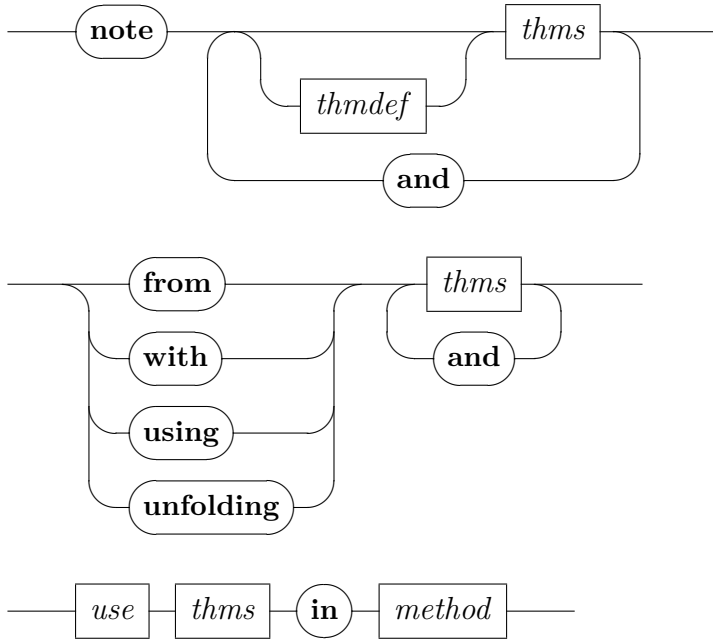 note thms
thmdef
and
from thms
with and
using
unfolding
use thms in method